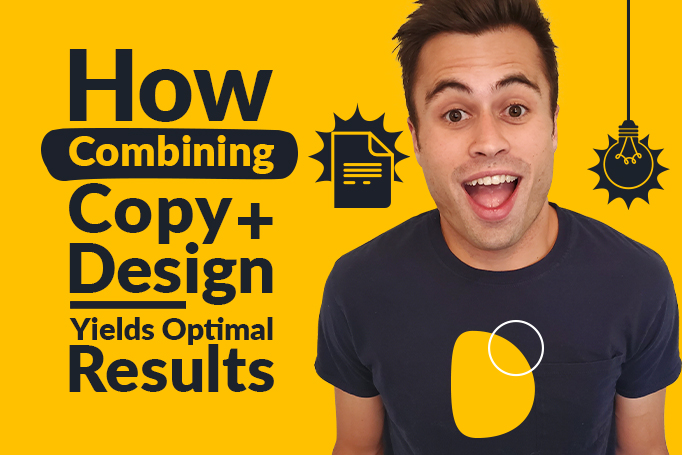 How
Combining
Copy+
Design
Yields Optimal
Results